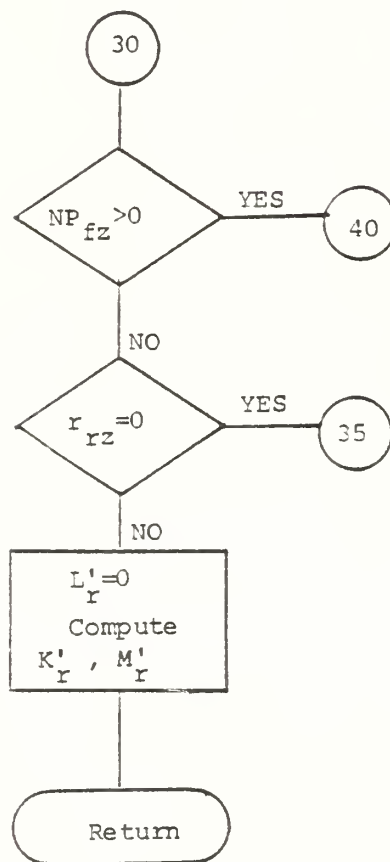 30
NP_fz >0
YES
40
NO
r_rz =0
YES
35
NO
L'_r =0
Compute
K'_r , M'_r
Return